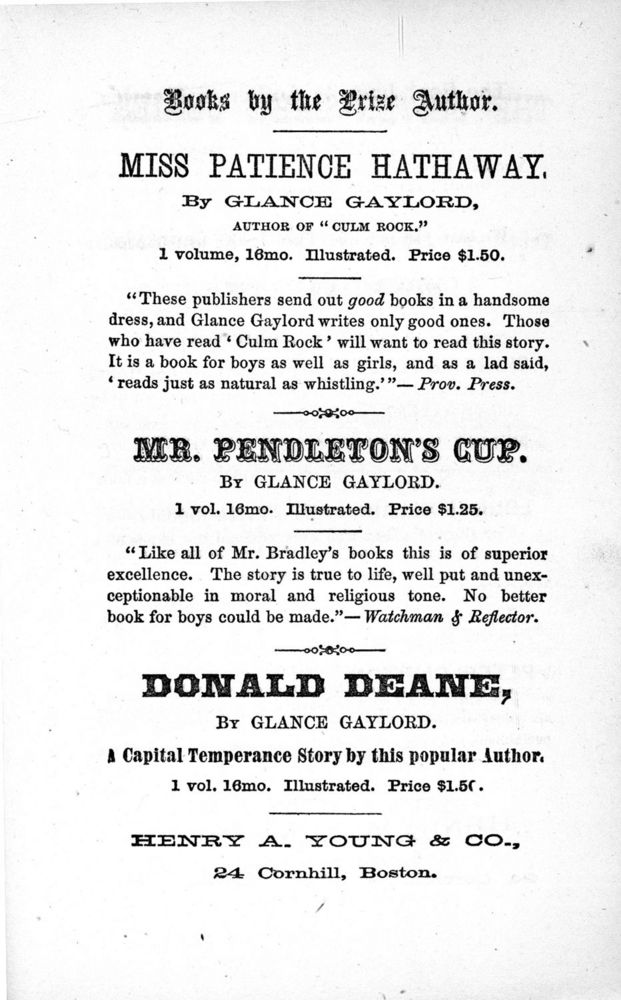 Books by the Prize Author.
MISS PATIENCE HATHAWAY.
By GLANCE GAYLORD,
AUTHOR OF "CULM ROCK."
1 volume, 16mo. Illustrated. Price $1.50.
"These publishers send out good books in a handsome
dress, and Glance Gaylord writes only good ones. Those
who have read 'Culm Rock' will want to read this story.
It is a book for boys as well as girls, and as a lad said,
'reads just as natural as whistling.'"—Prov. Press.
MR. PENDLETON'S CUP.
BY GLANCE GAYLORD.
1 vol. 16mo. Illustrated. Price $1.25.
"Like all of Mr. Bradley's books this is of superior
excellence. The story is true to life, well put and unex-
ceptionable in moral and religious tone. No better
book for boys could be made."—Watchman & Reflector.
DONALD DEANE,
BY GLANCE GAYLORD.
A Capital Temperance Story by this popular Author.
1 vol. 16mo. Illustrated. Price $1.50.
HENRY A. YOUNG & CO.,
24 Cornhill, Boston.